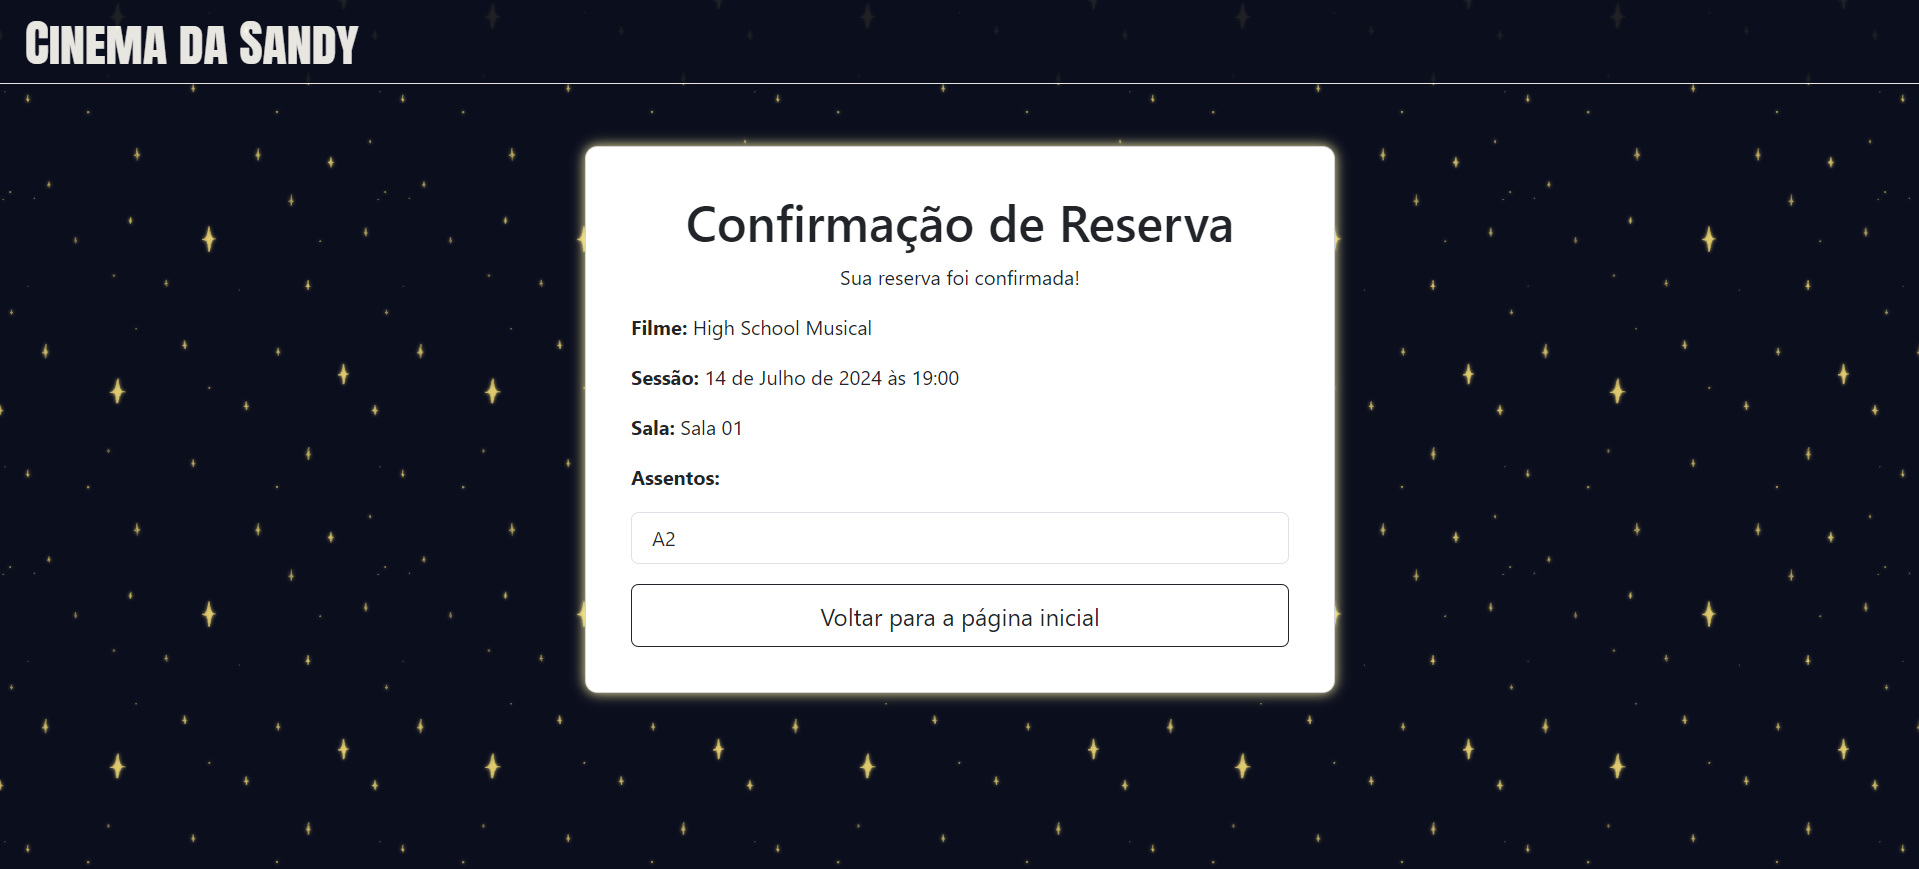 Cinema da Sandy
Confirmação de Reserva
Sua reserva foi confirmada!
Filme: High School Musical
Sessão: 14 de Julho de 2024 às 19:00
Sala: Sala 01
Assentos:
A2
Voltar para a página inicial